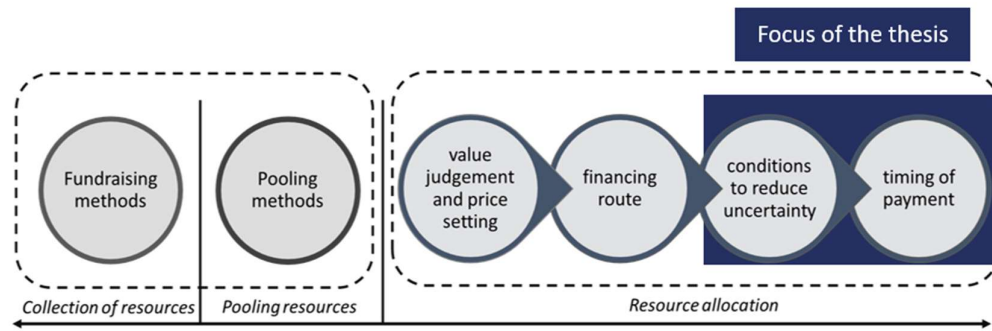 Focus of the thesis
Fundraising
methods
Pooling
methods
value
judgement
and price
setting
financing
route
conditions
to reduce
uncertainty
timing of
payment
Collection of resources
Pooling resources
Resource allocation